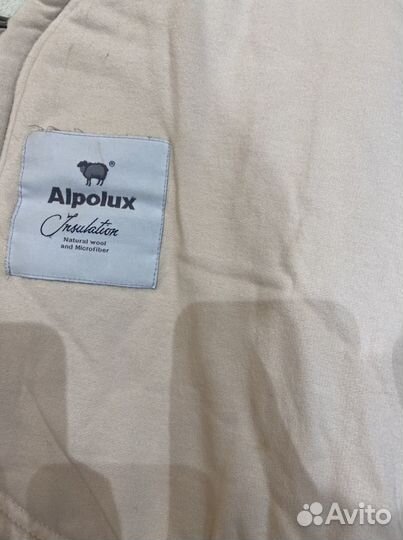 ®
Alpolux
Insulation
Natural wool
and Microfiber
Avito